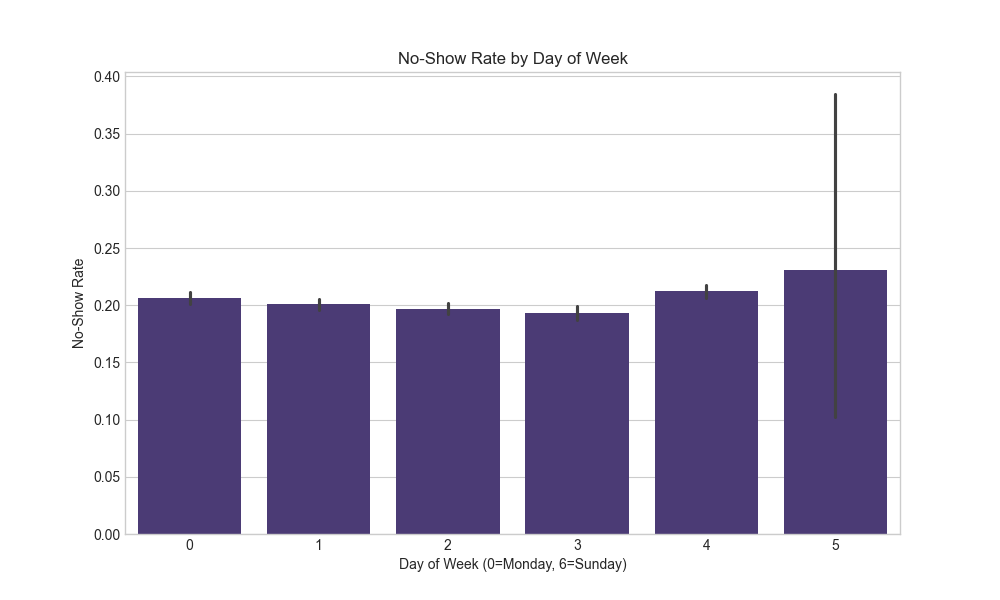 No-Show Rate by Day of Week
0.40
0.35
0.30
0.25
0.20
0.15
0.10
0.05
0.00
No-Show Rate
0 1 2 3 4 5
Day of Week (0=Monday, 6=Sunday)